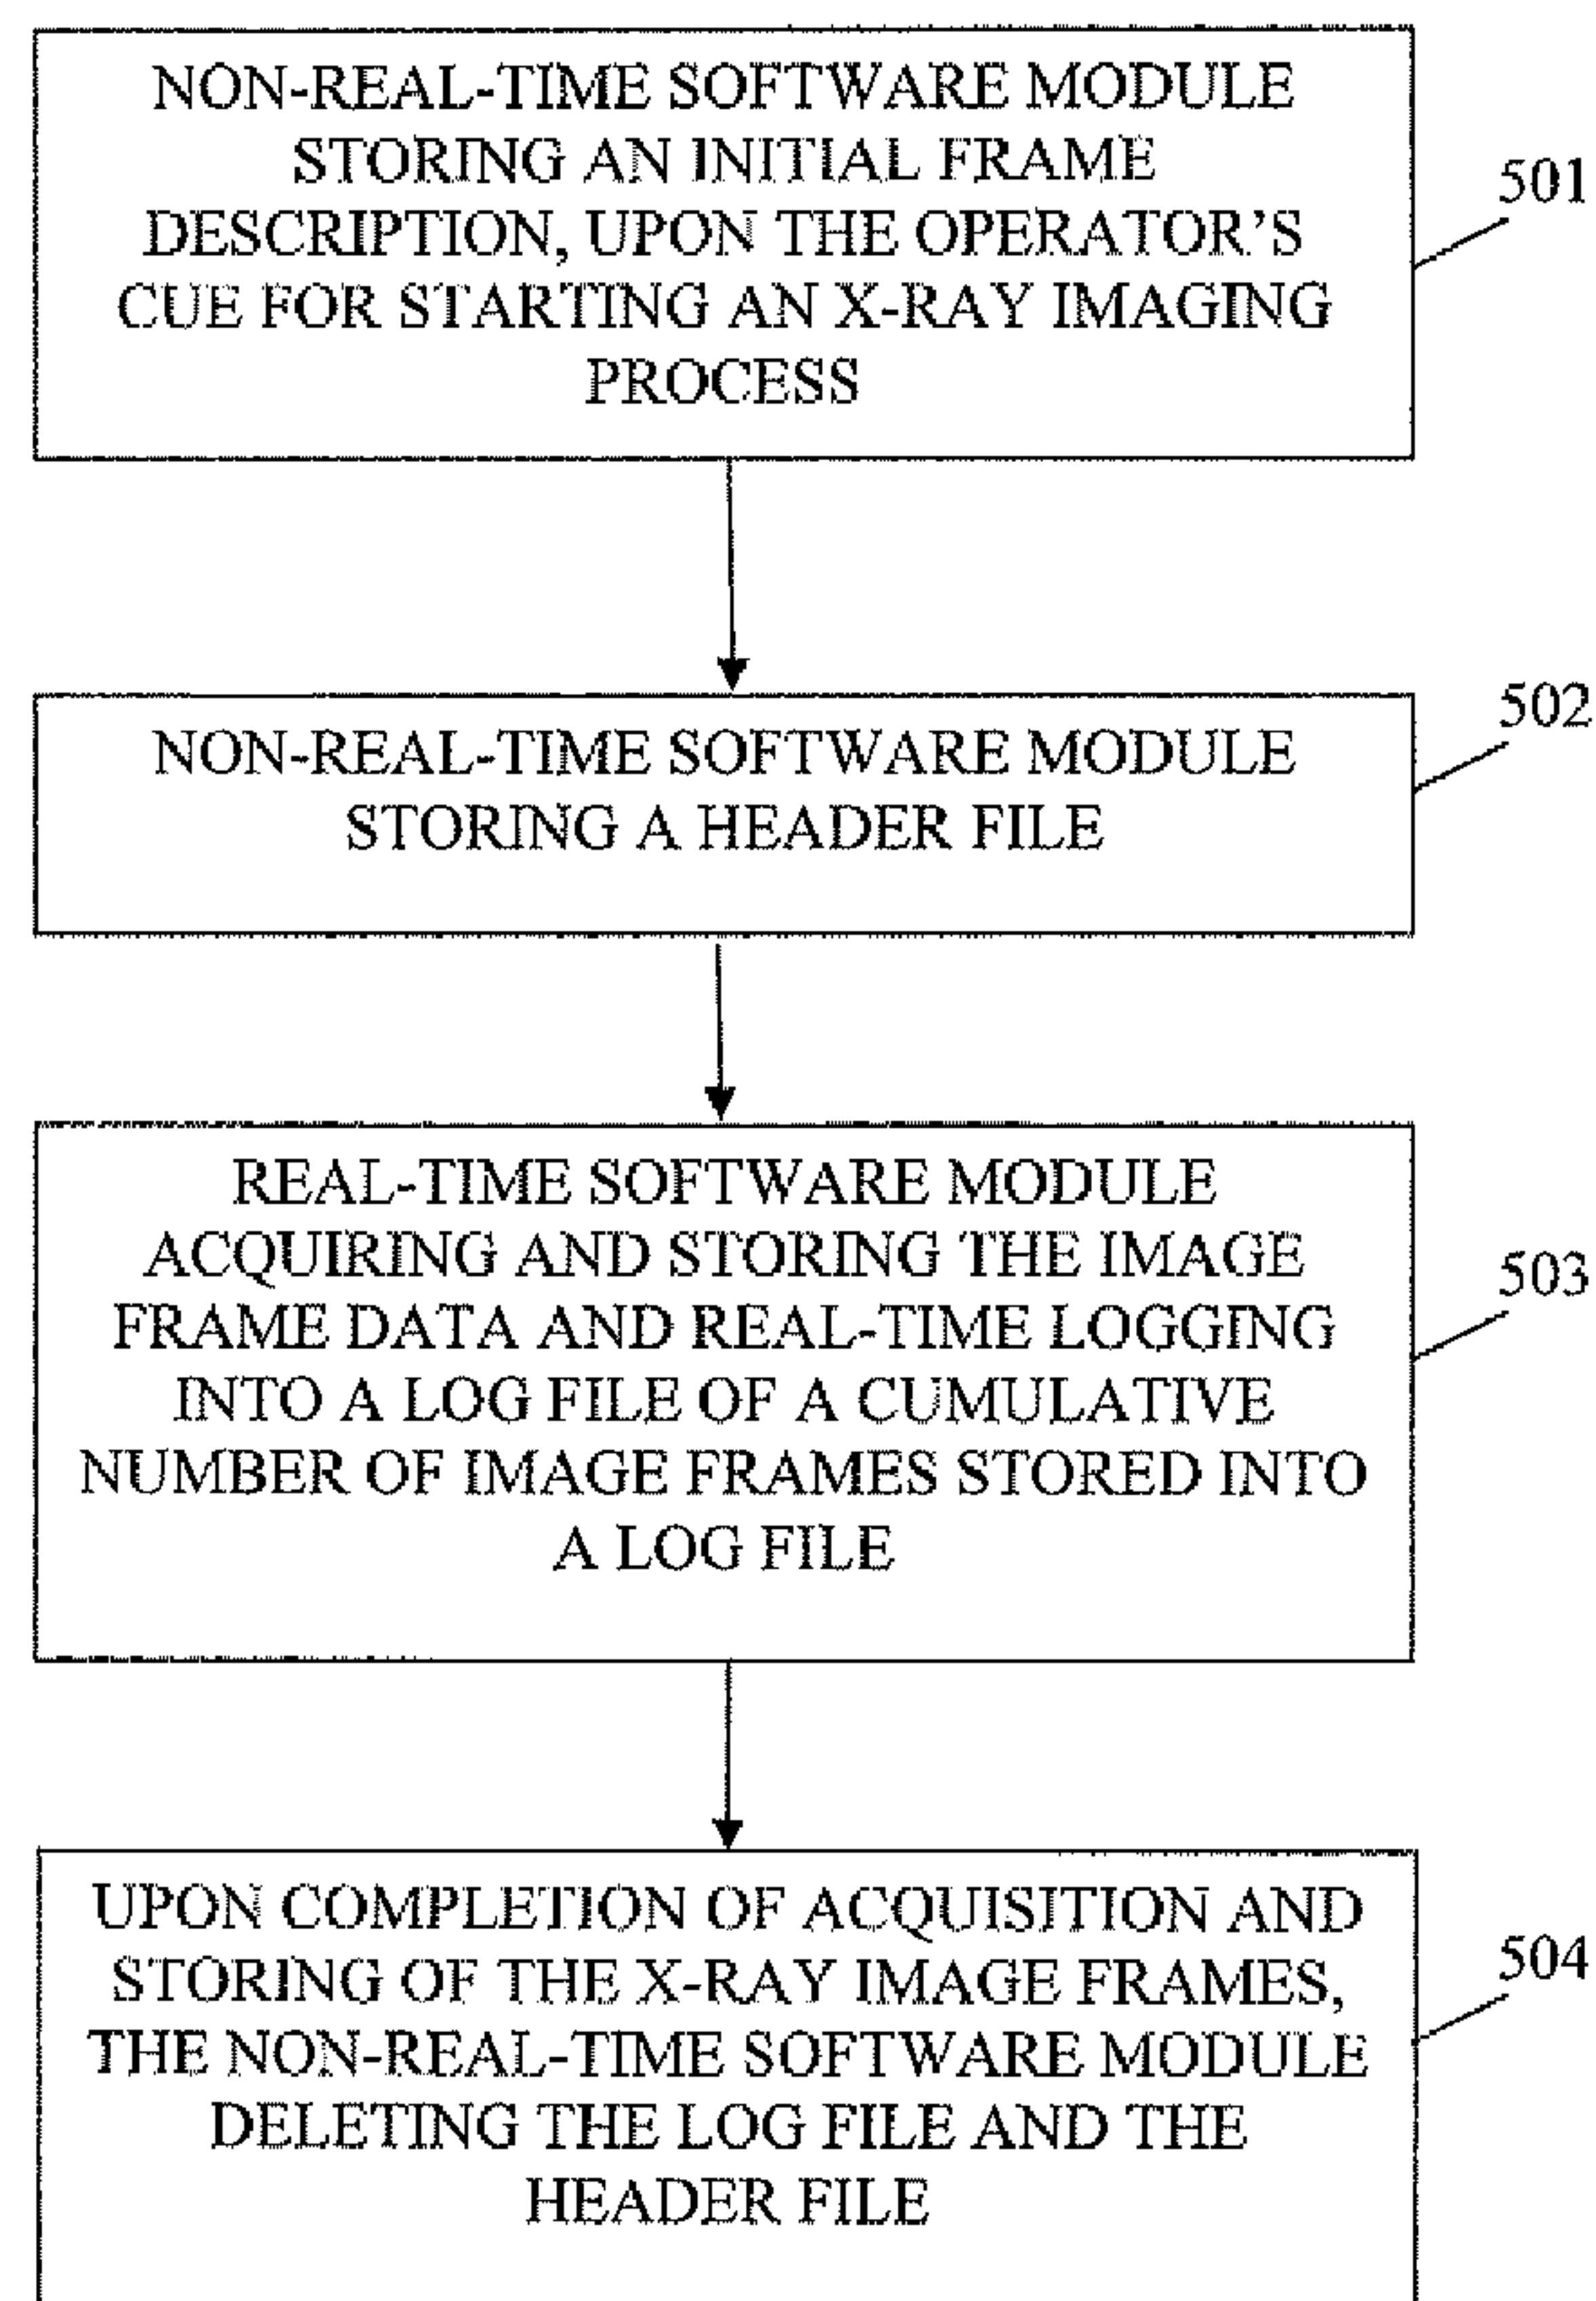 NON-REAL-TIME SOFTWARE MODULE
STORING AN INITIAL FRAME
DESCRIPTION, UPON THE OPERATOR'S
CUE FOR STARTING AN X-RAY IMAGING
PROCESS
501
NON-REAL-TIME SOFTWARE MODULE
STORING A HEADER FILE
502
REAL-TIME SOFTWARE MODULE
ACQUIRING AND STORING THE IMAGE
FRAME DATA AND REAL-TIME LOGGING
INTO A LOG FILE OF A CUMULATIVE
NUMBER OF IMAGE FRAMES STORED INTO
A LOG FILE
503
UPON COMPLETION OF ACQUISITION AND
STORING OF THE X-RAY IMAGE FRAMES,
THE NON-REAL-TIME SOFTWARE MODULE
DELETING THE LOG FILE AND THE
HEADER FILE
504